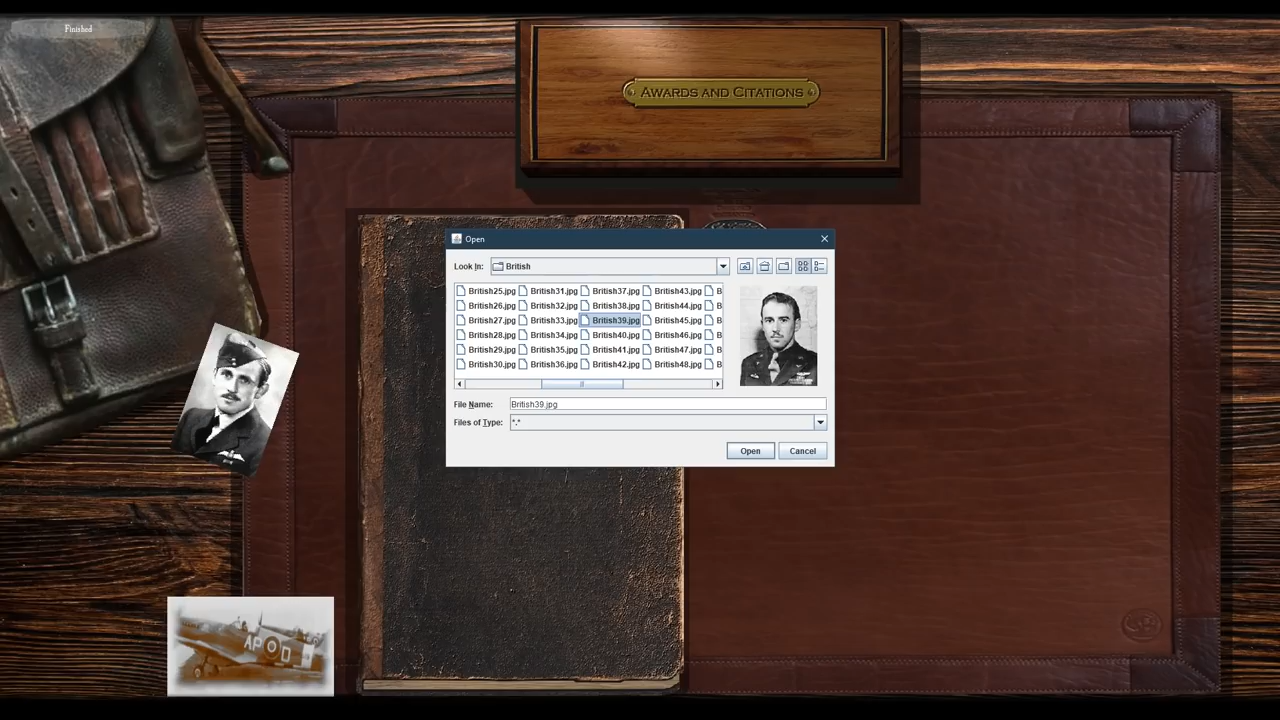 Finished
AWARDS AND CITATIONS
Open
Look In: British
British25.jpg British31.jpg British37.jpg British43.jpg B
British26.jpg British32.jpg British38.jpg British44.jpg B
British27.jpg British33.jpg British39.jpg British45.jpg B
British28.jpg British34.jpg British40.jpg British46.jpg B
British29.jpg British35.jpg British41.jpg British47.jpg B
British30.jpg British36.jpg British42.jpg British48.jpg B
File Name: British39.jpg
Files of Type: *.*
Open Cancel
AP O